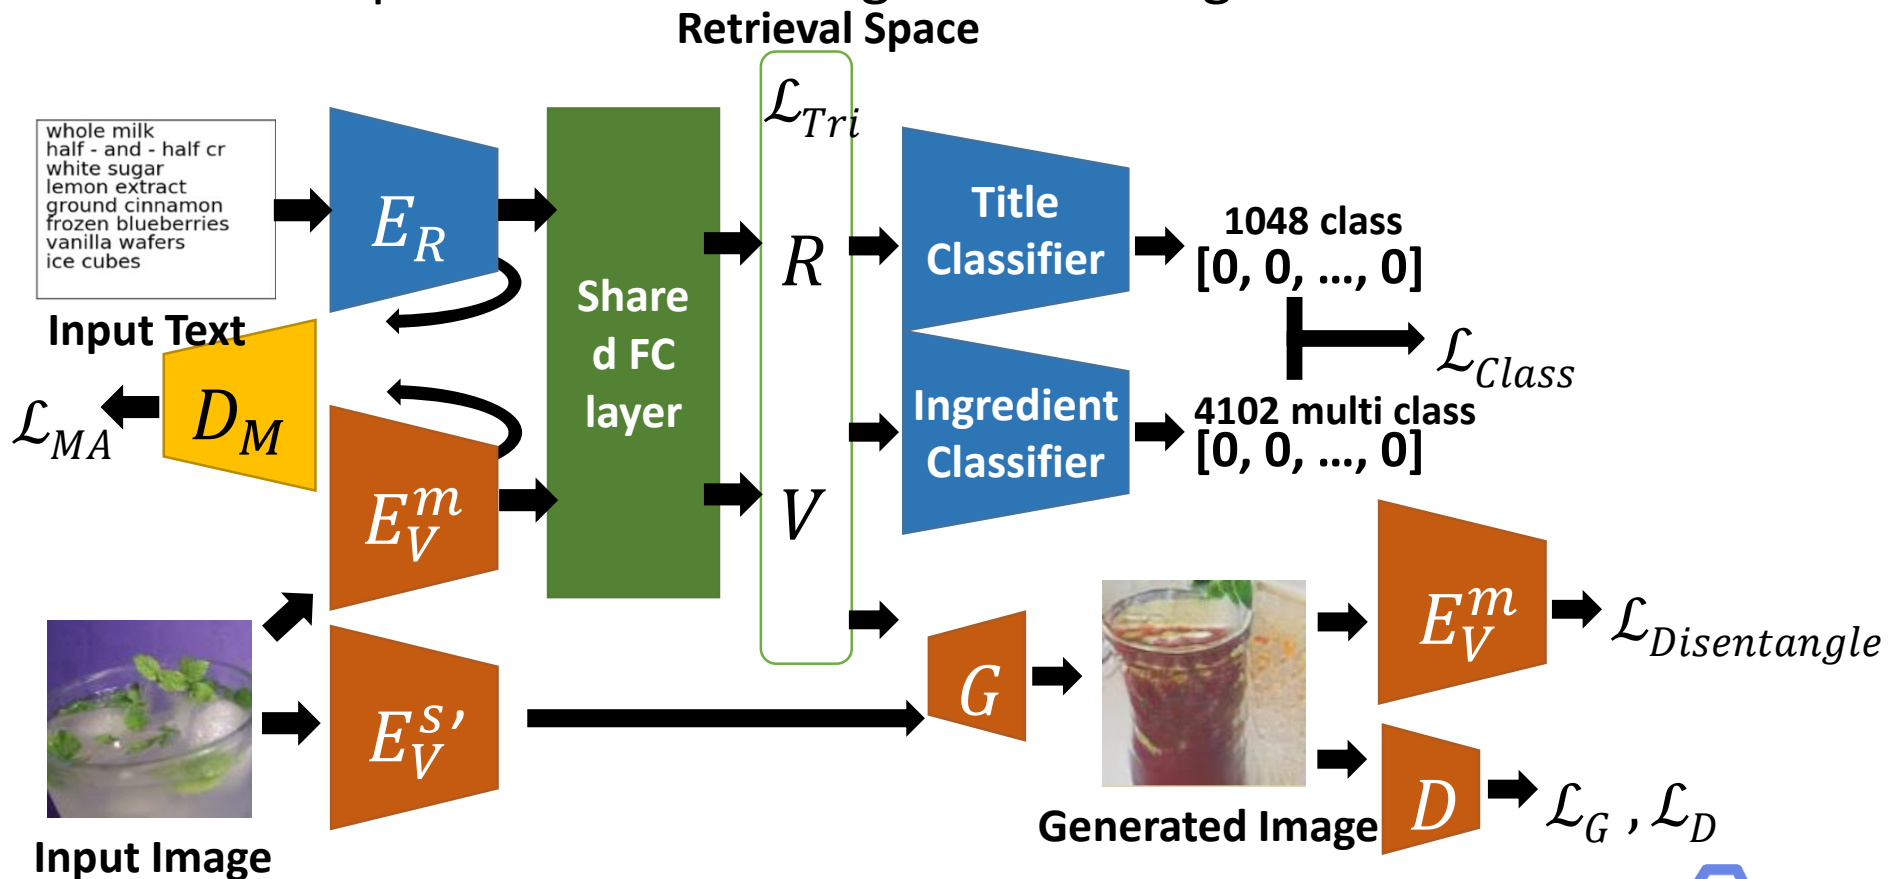 Retrieval Space
whole milk
half - and - half cr
white sugar
lemon extract
ground cinnamon
frozen blueberries
vanilla wafers
ice cubes
Input Text
E_R
Share
d FC
layer
ℒ_Tri
R
V
Title
Classifier
1048 class
[0, 0, …, 0]
ℒ_Class
Ingredient
Classifier
4102 multi class
[0, 0, …, 0]
ℒ_MA
D_M
E_V^m
E_V^s′
Input Image
G
Generated Image
E_V^m
ℒ_Disentangle
D
ℒ_G , ℒ_D